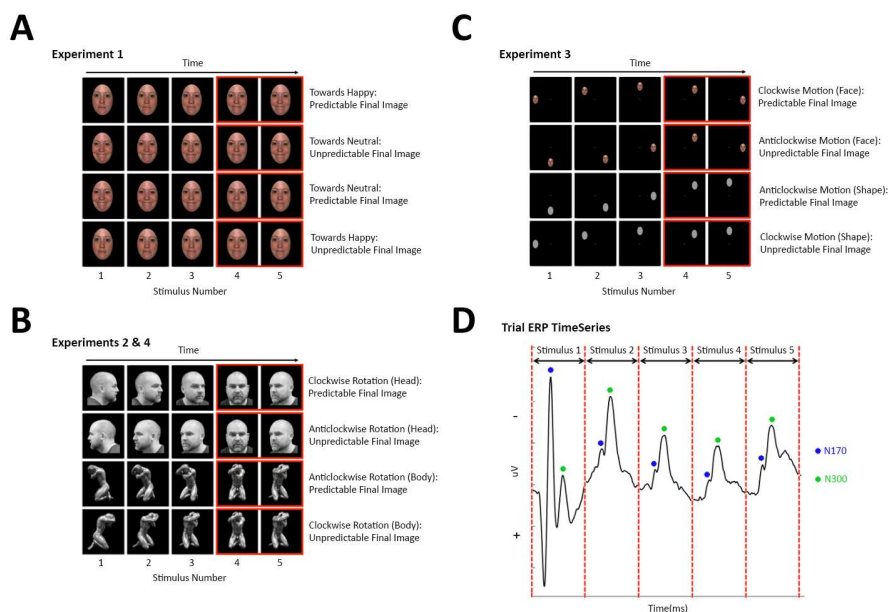 A
Experiment 1
Time
Towards Happy:
Predictable Final Image
Towards Neutral:
Unpredictable Final Image
Towards Neutral:
Predictable Final Image
Towards Happy:
Unpredictable Final Image
1 2 3 4 5
Stimulus Number
B
Experiments 2 & 4
Time
Clockwise Rotation (Head):
Predictable Final Image
Anticlockwise Rotation (Head):
Unpredictable Final Image
Anticlockwise Rotation (Body):
Predictable Final Image
Clockwise Rotation (Body):
Unpredictable Final Image
1 2 3 4 5
Stimulus Number
C
Experiment 3
Time
Clockwise Motion (Face):
Predictable Final Image
Anticlockwise Motion (Face):
Unpredictable Final Image
Anticlockwise Motion (Shape):
Predictable Final Image
Clockwise Motion (Shape):
Unpredictable Final Image
1 2 3 4 5
Stimulus Number
D
Trial ERP TimeSeries
Stimulus 1 Stimulus 2 Stimulus 3 Stimulus 4 Stimulus 5
-
uV
+
N170
N300
Time(ms)